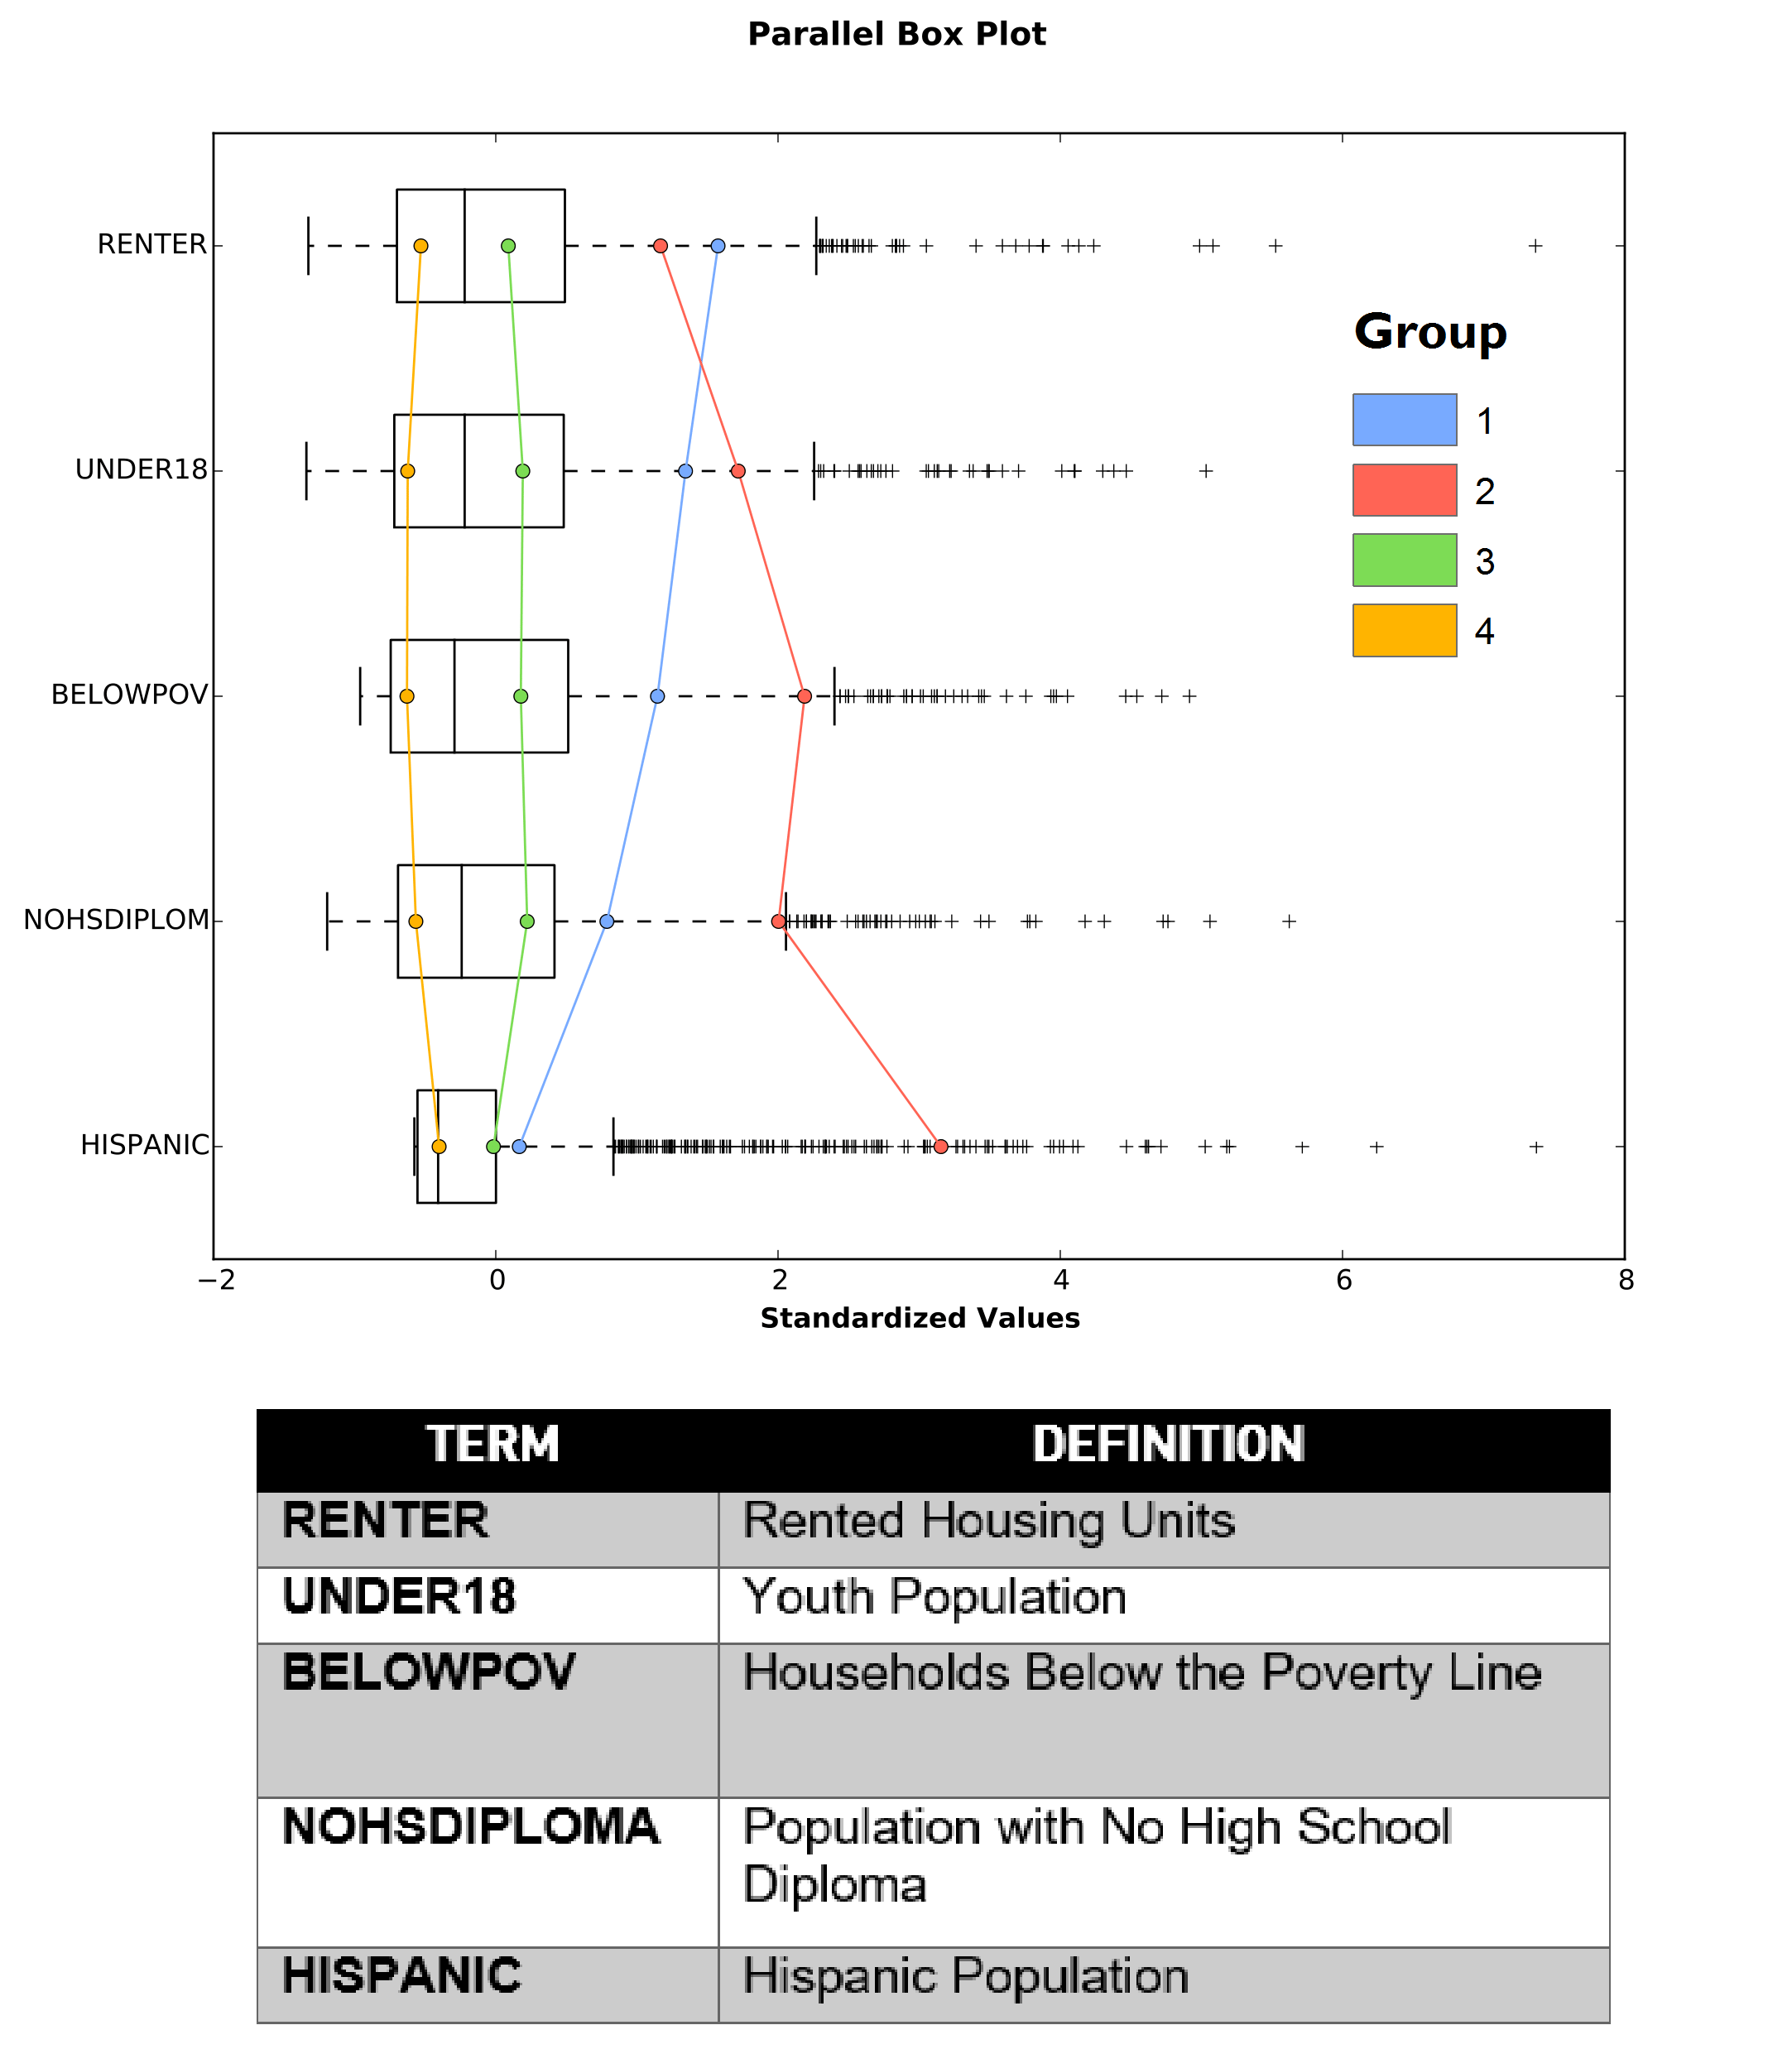 Parallel Box Plot
RENTER
UNDER18
BELOWPOV
NOHSDIPLOM
HISPANIC
Group
1
2
3
4
−2 0 2 4 6 8
Standardized Values
TERM DEFINITION
RENTER Rented Housing Units
UNDER18 Youth Population
BELOWPOV Households Below the Poverty Line
NOHSDIPLOMA Population with No High School
Diploma
HISPANIC Hispanic Population